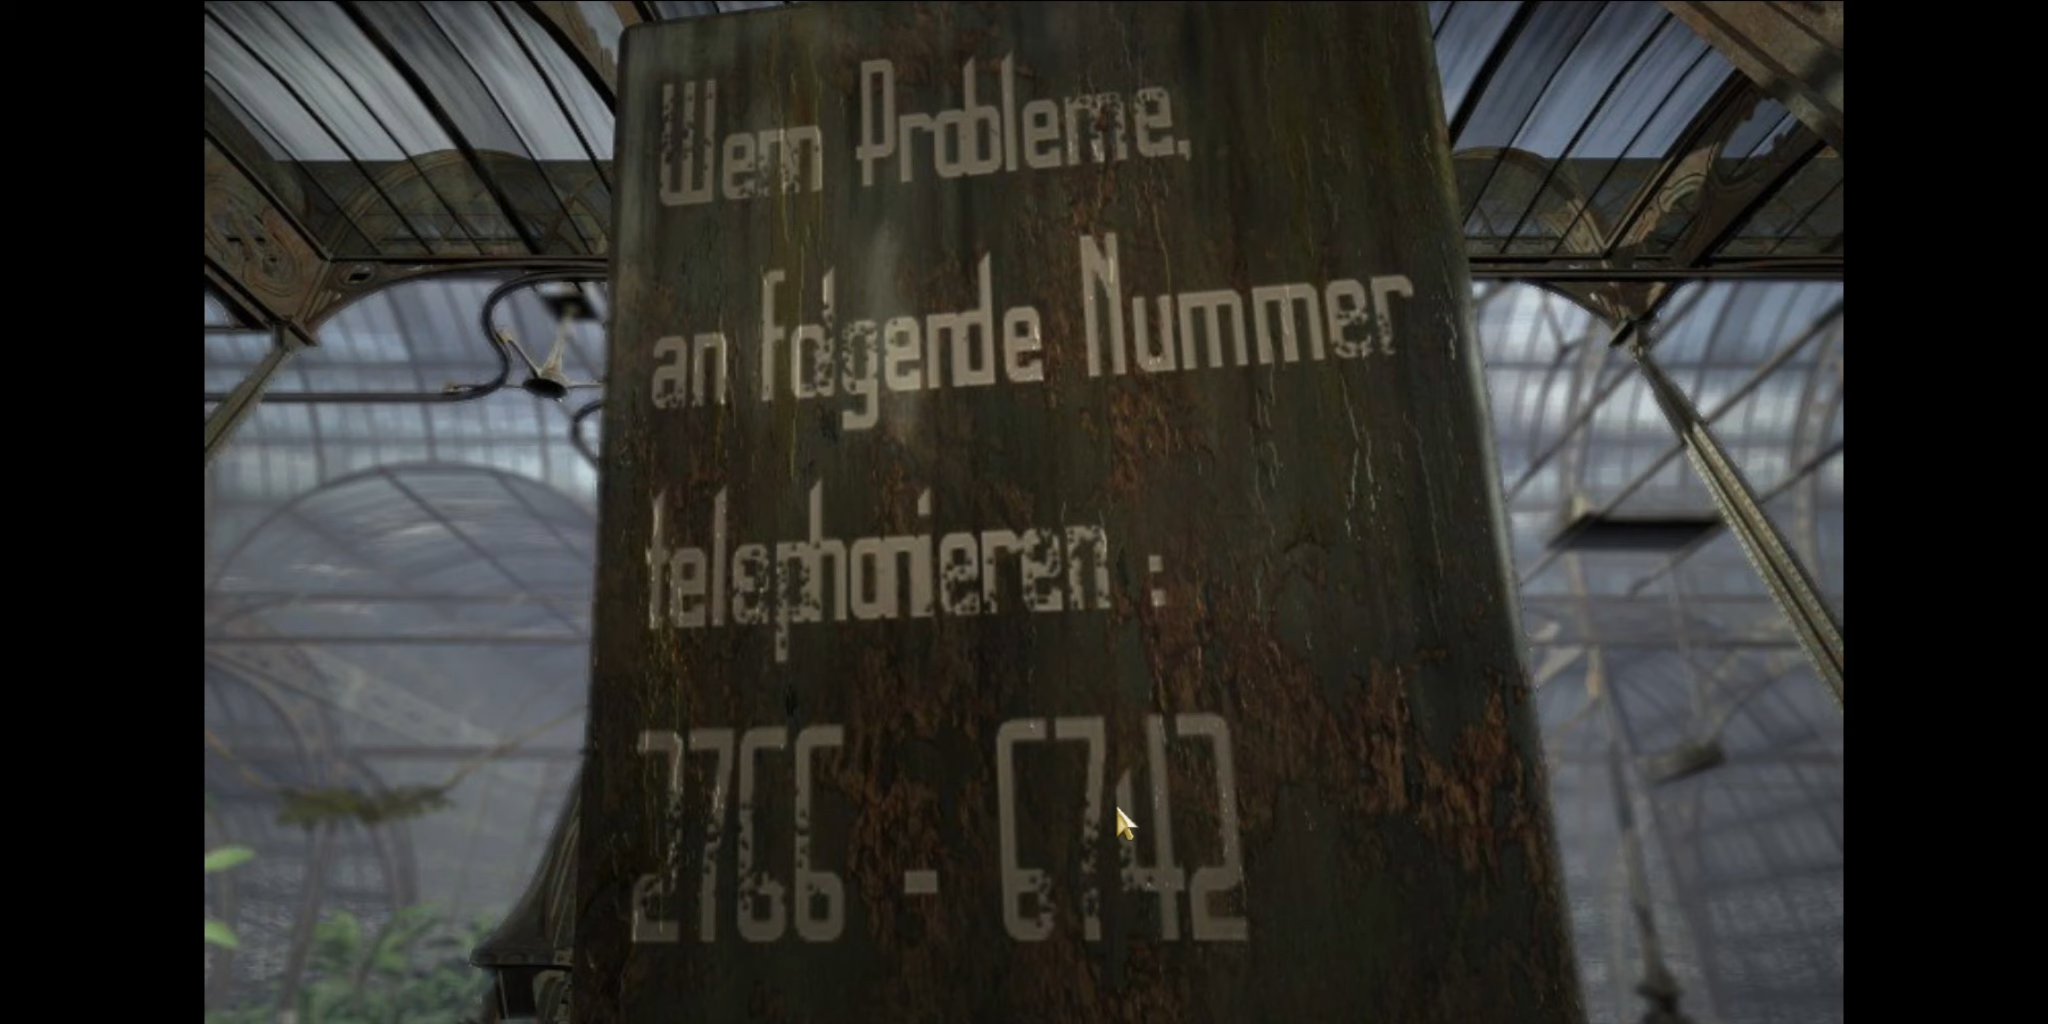 Wenn Probleme,
an folgende Nummer
telephonieren :
2766 - 6742